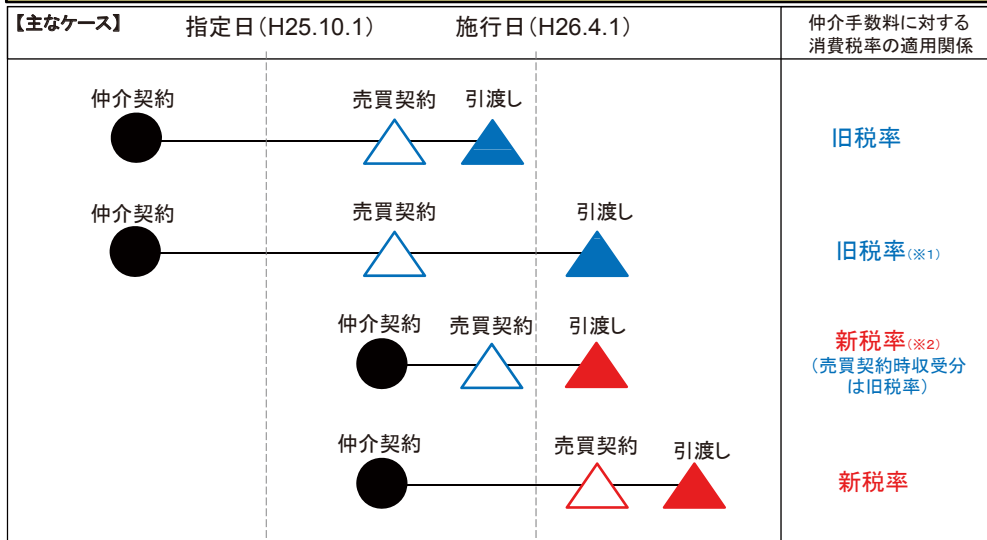 【主なケース】
指定日(H25.10.1)
施行日(H26.4.1)
仲介手数料に対する
消費税率の適用関係
仲介契約
売買契約
引渡し
旧税率
仲介契約
売買契約
引渡し
旧税率(※1)
仲介契約
売買契約
引渡し
新税率(※2)
(売買契約時収受分
は旧税率)
仲介契約
売買契約
引渡し
新税率